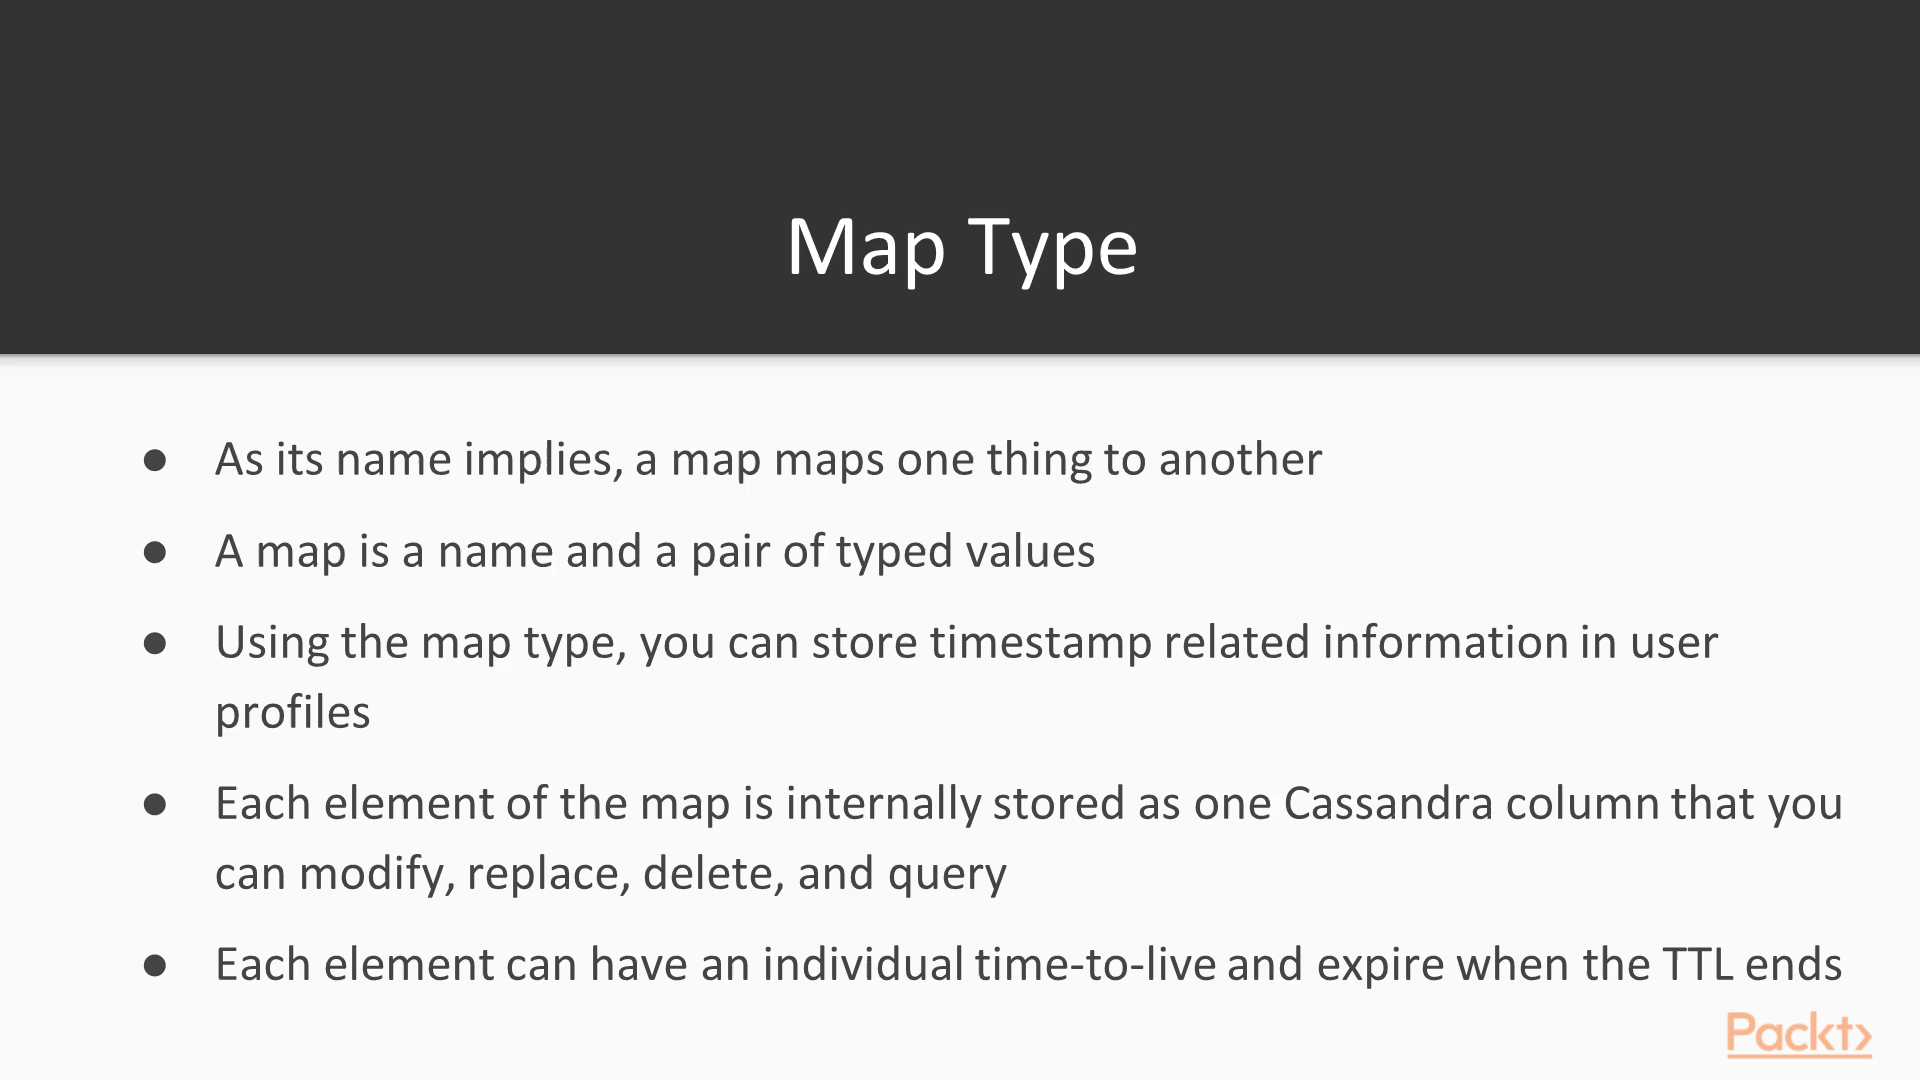 Map Type
● As its name implies, a map maps one thing to another
● A map is a name and a pair of typed values
● Using the map type, you can store timestamp related information in user
profiles
● Each element of the map is internally stored as one Cassandra column that you
can modify, replace, delete, and query
● Each element can have an individual time-to-live and expire when the TTL ends
Packt>